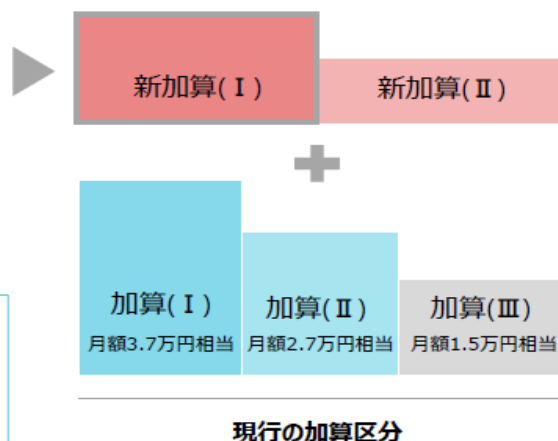 新加算(Ⅰ) 新加算(Ⅱ)
加算(Ⅰ) 加算(Ⅱ) 加算(Ⅲ)
月額3.7万円相当 月額2.7万円相当 月額1.5万円相当
現行の加算区分